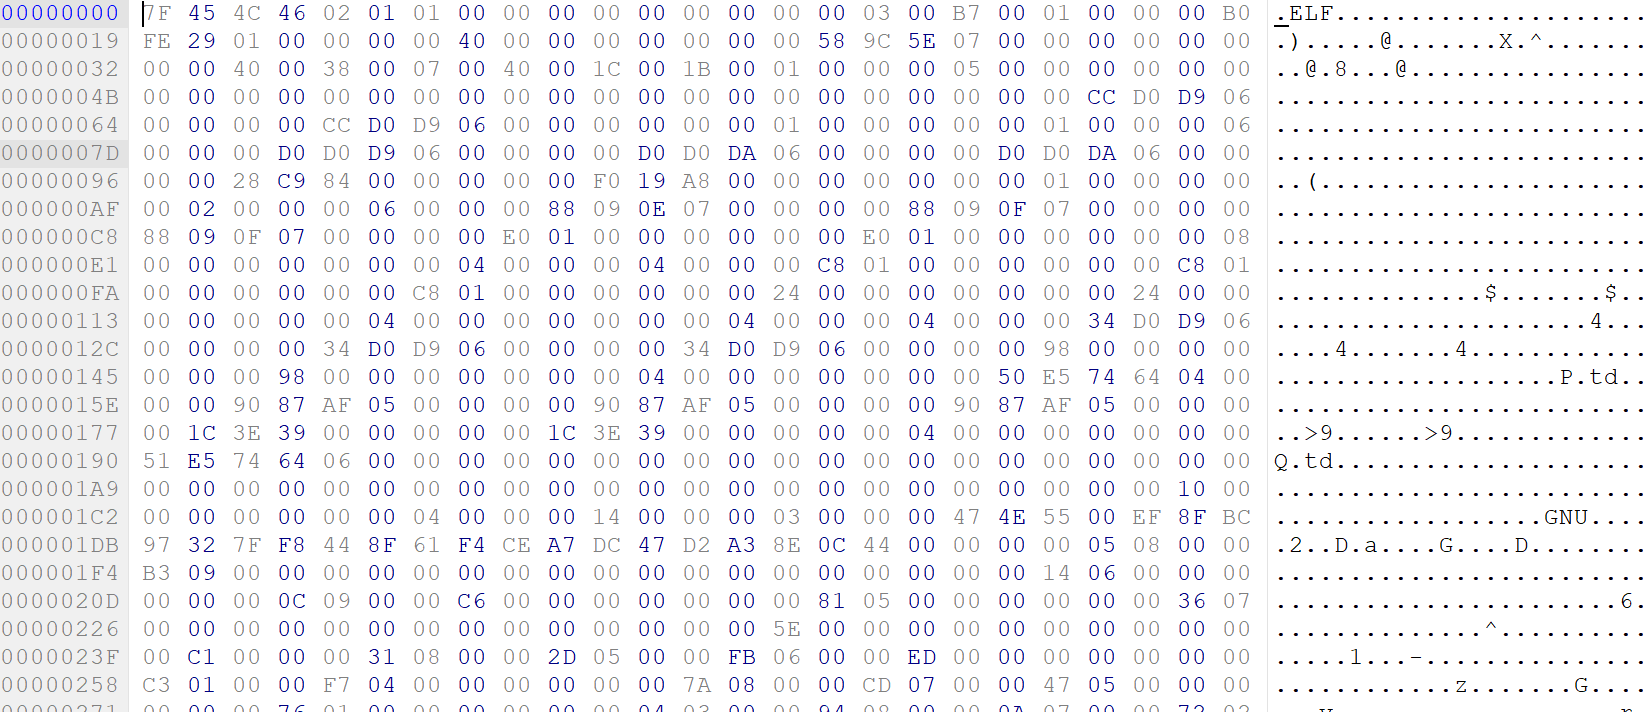 00000000 7F 45 4C 46 02 01 01 00 00 00 00 00 00 00 00 00 03 00 B7 00 01 00 00 00 B0 .ELF.....................
00000019 FE 29 01 00 00 00 00 40 00 00 00 00 00 00 00 58 9C 5E 07 00 00 00 00 00 00 .).....@.......X.^.......
00000032 00 00 40 00 38 00 07 00 40 00 1C 00 1B 00 01 00 00 00 05 00 00 00 00 00 00 ..@.8...@................
0000004B 00 00 00 00 00 00 00 00 00 00 00 00 00 00 00 00 00 00 00 00 00 CC D0 D9 06 .........................
00000064 00 00 00 00 CC D0 D9 06 00 00 00 00 00 00 01 00 00 00 00 00 01 00 00 00 06 .........................
0000007D 00 00 00 D0 D0 D9 06 00 00 00 00 D0 D0 DA 06 00 00 00 00 D0 D0 DA 06 00 00 .........................
00000096 00 00 28 C9 84 00 00 00 00 00 F0 19 A8 00 00 00 00 00 00 00 01 00 00 00 00 ..(......................
000000AF 00 02 00 00 00 06 00 00 00 88 09 0E 07 00 00 00 00 88 09 0F 07 00 00 00 00 .........................
000000C8 88 09 0F 07 00 00 00 00 E0 01 00 00 00 00 00 00 E0 01 00 00 00 00 00 00 08 .........................
000000E1 00 00 00 00 00 00 00 04 00 00 00 04 00 00 00 C8 01 00 00 00 00 00 00 C8 01 .........................
000000FA 00 00 00 00 00 00 C8 01 00 00 00 00 00 00 24 00 00 00 00 00 00 00 24 00 00 ..............$.......$..
00000113 00 00 00 00 00 04 00 00 00 00 00 00 00 04 00 00 00 04 00 00 00 34 D0 D9 06 .....................4...
0000012C 00 00 00 00 34 D0 D9 06 00 00 00 00 34 D0 D9 06 00 00 00 00 98 00 00 00 00 ....4.......4............
00000145 00 00 00 98 00 00 00 00 00 00 00 04 00 00 00 00 00 00 00 50 E5 74 64 04 00 ...................P.td..
0000015E 00 00 90 87 AF 05 00 00 00 00 90 87 AF 05 00 00 00 00 90 87 AF 05 00 00 00 .........................
00000177 00 1C 3E 39 00 00 00 00 00 1C 3E 39 00 00 00 00 00 04 00 00 00 00 00 00 00 ..>9......>9.............
00000190 51 E5 74 64 06 00 00 00 00 00 00 00 00 00 00 00 00 00 00 00 00 00 00 00 00 Q.td.....................
000001A9 00 00 00 00 00 00 00 00 00 00 00 00 00 00 00 00 00 00 00 00 00 00 00 10 00 .........................
000001C2 00 00 00 00 00 00 04 00 00 00 14 00 00 00 03 00 00 00 47 4E 55 00 EF 8F BC ..................GNU....
000001DB 97 32 7F F8 44 8F 61 F4 CE A7 DC 47 D2 A3 8E 0C 44 00 00 00 00 05 08 00 00 .2..D.a....G....D........
000001F4 B3 09 00 00 00 00 00 00 00 00 00 00 00 00 00 00 00 00 00 00 14 06 00 00 00 .........................
0000020D 00 00 00 0C 09 00 00 C6 00 00 00 00 00 00 00 81 05 00 00 00 00 00 00 36 07 .......................6.
00000226 00 00 00 00 00 00 00 00 00 00 00 00 00 00 5E 00 00 00 00 00 00 00 00 00 00 ..............^..........
0000023F 00 C1 00 00 00 31 08 00 00 2D 05 00 00 FB 06 00 00 ED 00 00 00 00 00 00 00 .....1...-...............
00000258 C3 01 00 00 F7 04 00 00 00 00 00 00 7A 08 00 00 CD 07 00 00 47 05 00 00 00 ............z.......G....